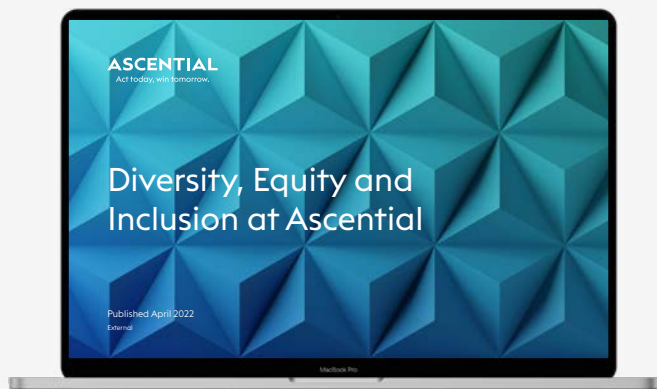 ASCENTIAL
Act today, win tomorrow.
Diversity, Equity and
Inclusion at Ascential
Published April 2022
External
MacBook Pro